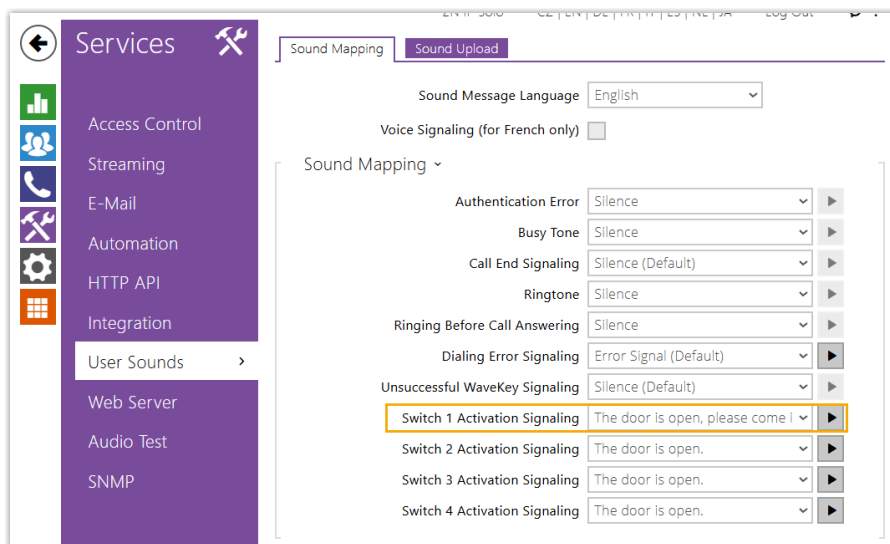 Services
Access Control
Streaming
E-Mail
Automation
HTTP API
Integration
User Sounds
Web Server
Audio Test
SNMP
Sound Mapping Sound Upload
Sound Message Language English
Voice Signaling (for French only)
Sound Mapping
Authentication Error Silence
Busy Tone Silence
Call End Signaling Silence (Default)
Ringtone Silence
Ringing Before Call Answering Silence
Dialing Error Signaling Error Signal (Default)
Unsuccessful WaveKey Signaling Silence (Default)
Switch 1 Activation Signaling The door is open, please come i
Switch 2 Activation Signaling The door is open.
Switch 3 Activation Signaling The door is open.
Switch 4 Activation Signaling The door is open.